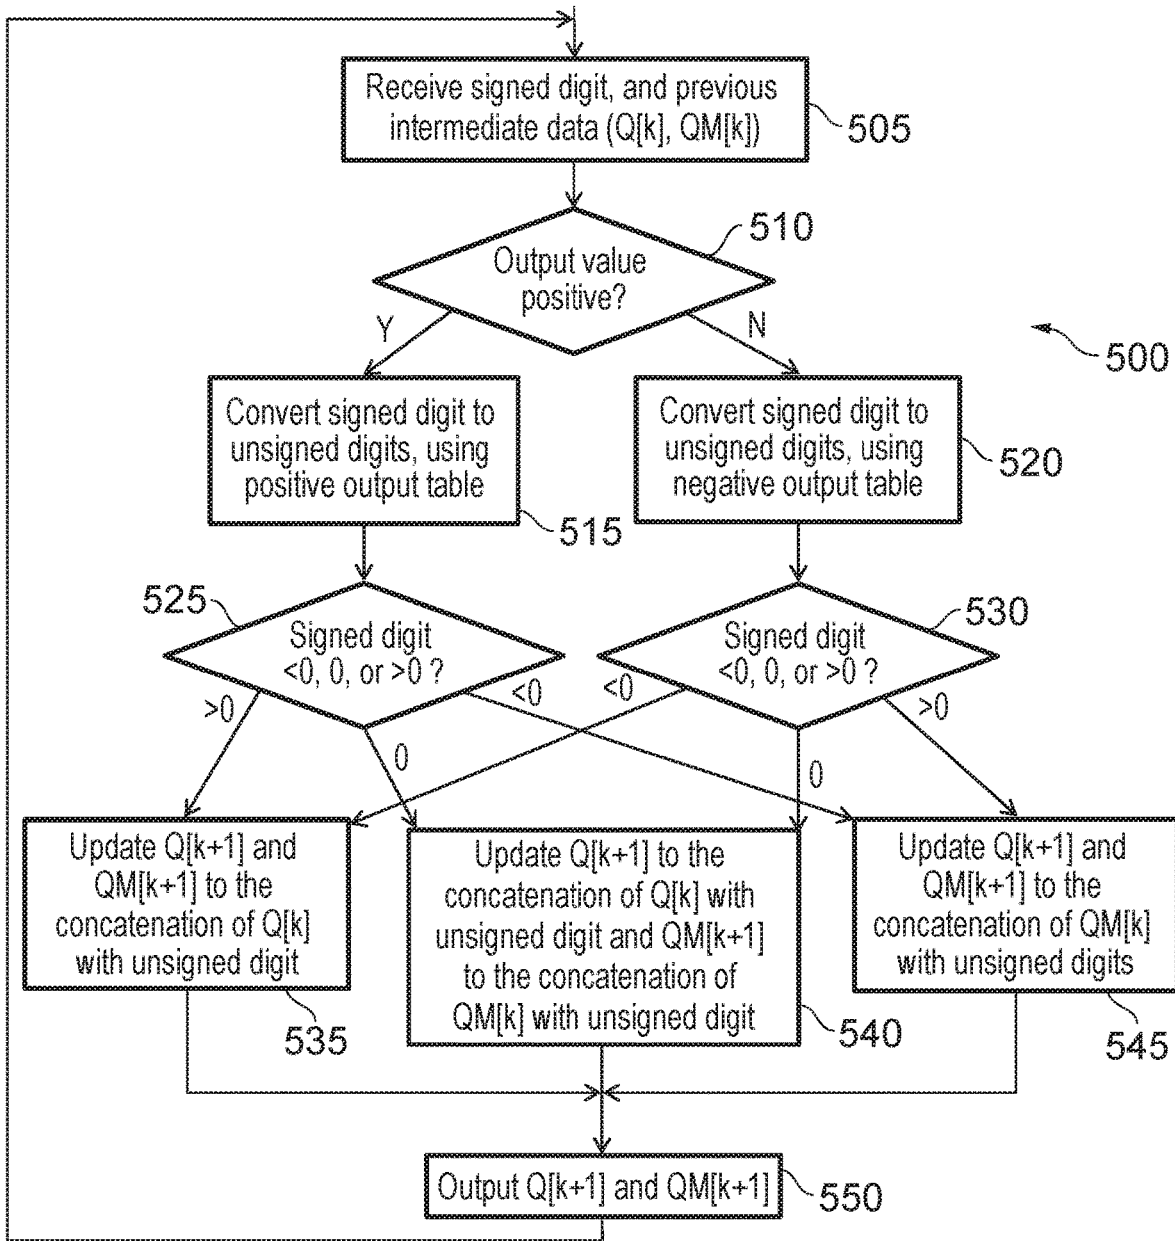 Receive signed digit, and previous
intermediate data (Q[k], QM[k])
505
510
Output value
positive?
Y
N
500
Convert signed digit to
unsigned digits, using
positive output table
515
Convert signed digit to
unsigned digits, using
negative output table
520
525
Signed digit
<0, 0, or >0 ?
530
Signed digit
<0, 0, or >0 ?
>0
<0
0
<0
>0
0
Update Q[k+1] and
QM[k+1] to the
concatenation of Q[k]
with unsigned digit
535
Update Q[k+1] to the
concatenation of Q[k] with
unsigned digit and QM[k+1]
to the concatenation of
QM[k] with unsigned digit
540
Update Q[k+1] and
QM[k+1] to the
concatenation of QM[k]
with unsigned digits
545
Output Q[k+1] and QM[k+1]
550